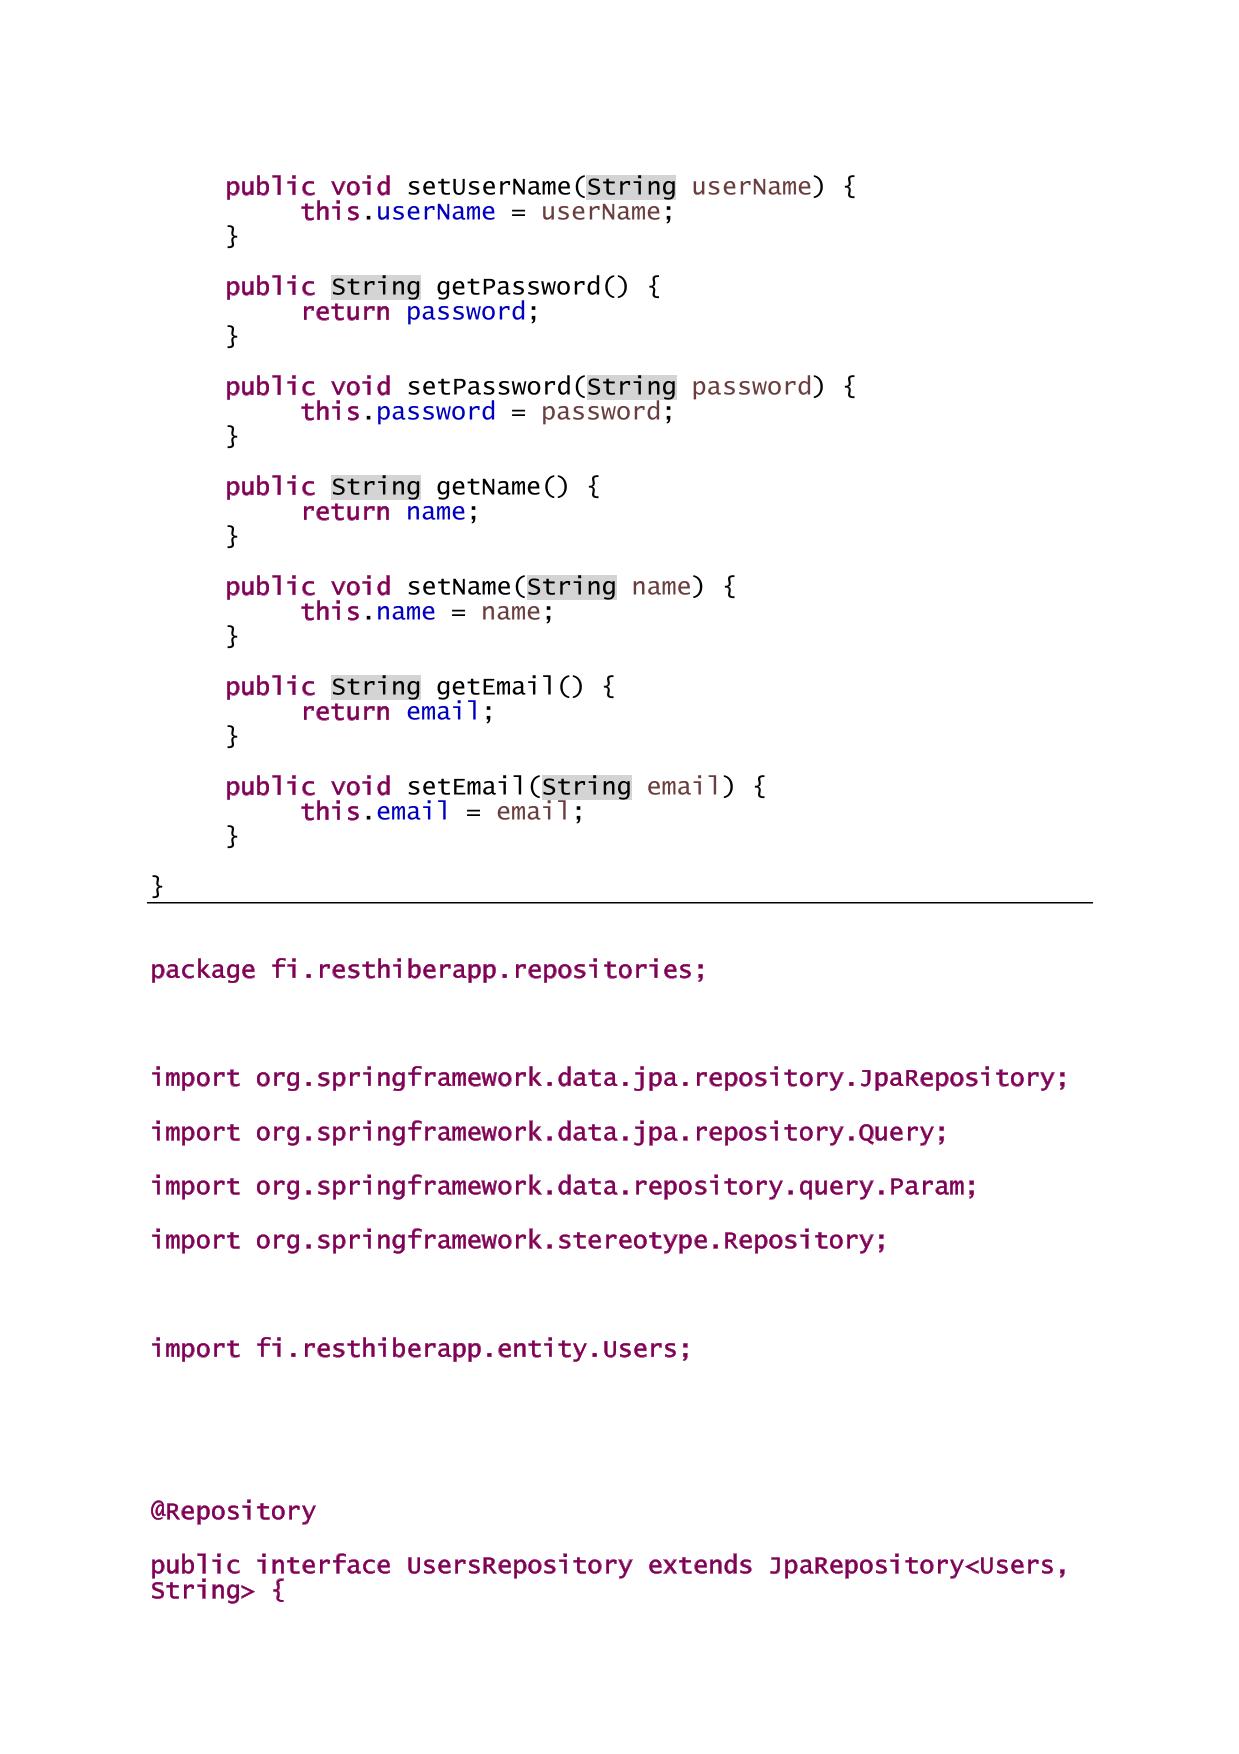 public void setUserName(String userName) {
this.userName = userName;
}
public String getPassword() {
return password;
}
public void setPassword(String password) {
this.password = password;
}
public String getName() {
return name;
}
public void setName(String name) {
this.name = name;
}
public String getEmail() {
return email;
}
public void setEmail(String email) {
this.email = email;
}
}
package fi.resthiberapp.repositories;
import org.springframework.data.jpa.repository.JpaRepository;
import org.springframework.data.jpa.repository.Query;
import org.springframework.data.repository.query.Param;
import org.springframework.stereotype.Repository;
import fi.resthiberapp.entity.Users;
@Repository
public interface UsersRepository extends JpaRepository<Users,
String> {